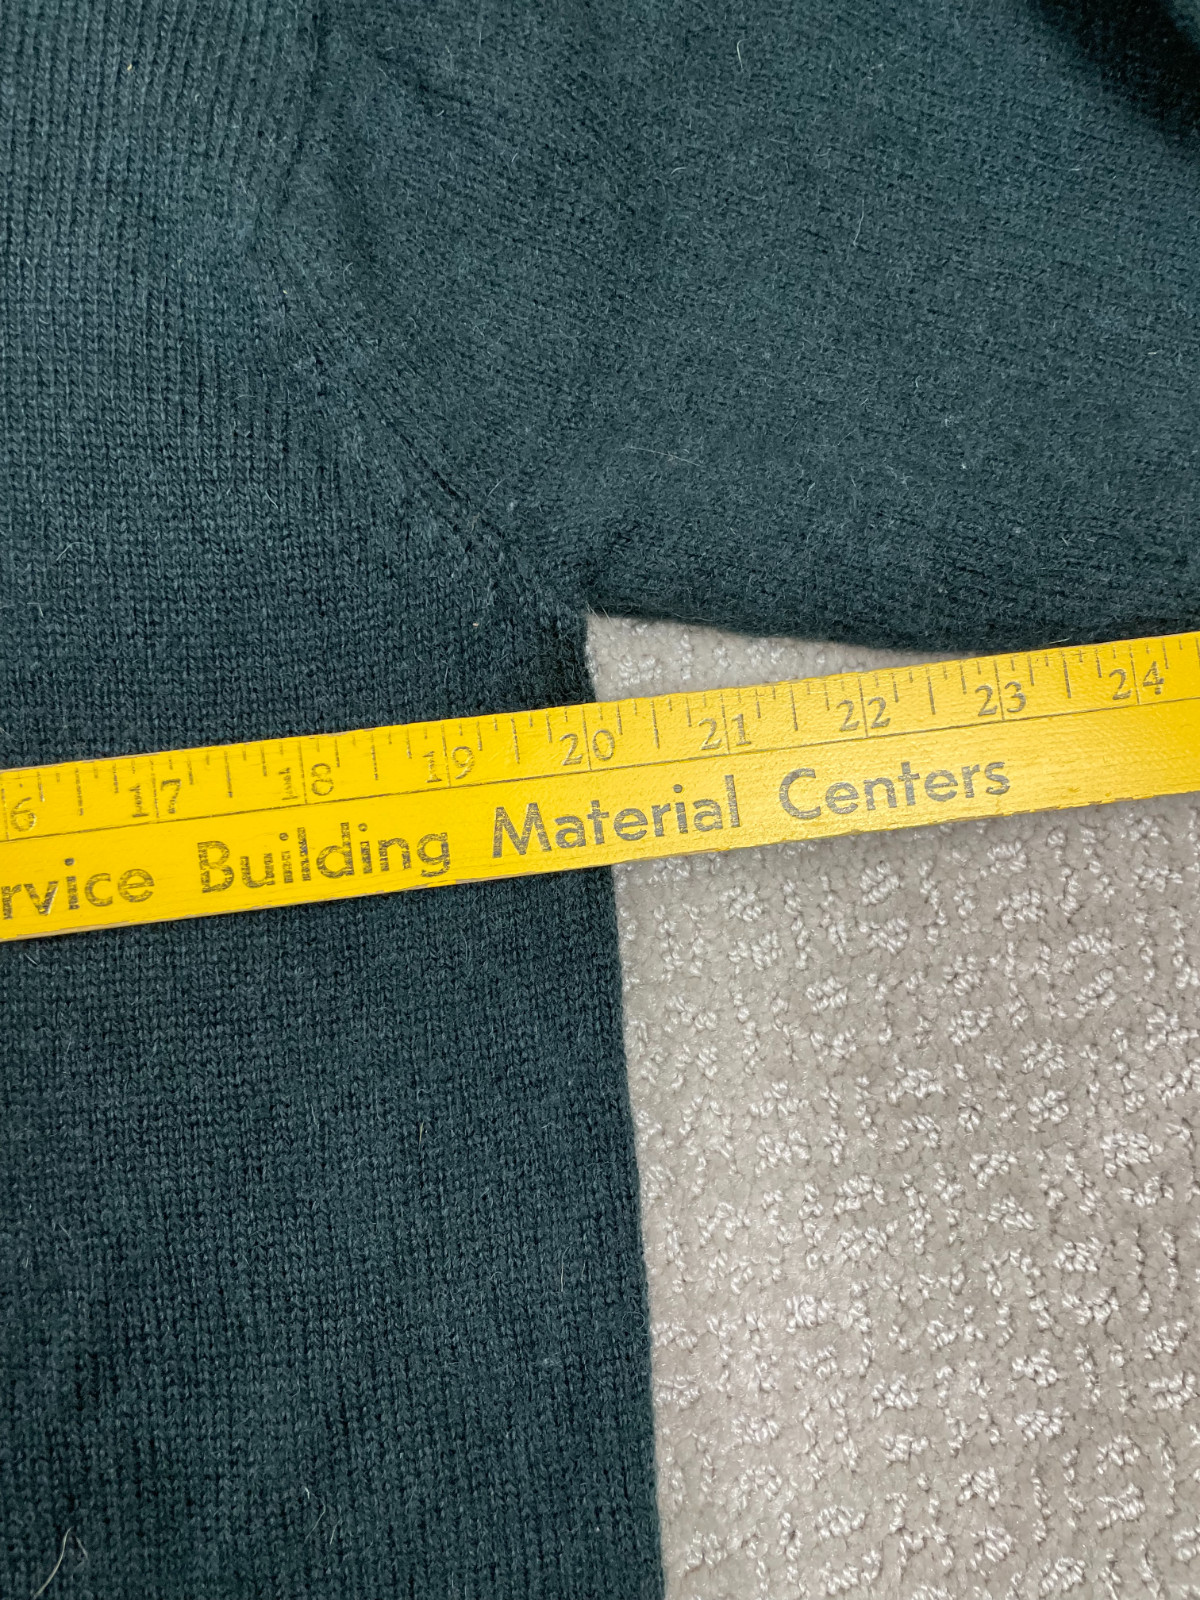 6 17 18 19 20 21 22 23 24
rvice Building Material Centers